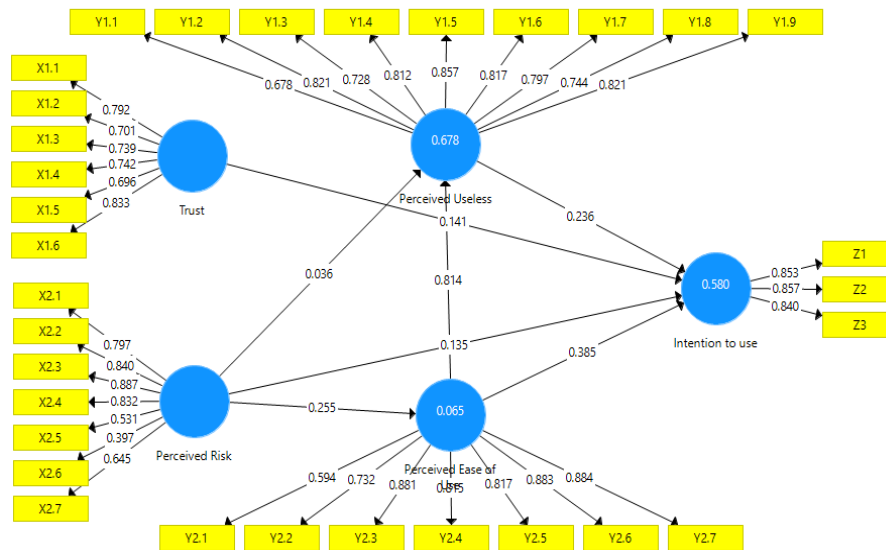 Y1.1 Y1.2 Y1.3 Y1.4 Y1.5 Y1.6 Y1.7 Y1.8 Y1.9
0.678 0.821 0.728 0.812 0.857 0.817 0.797 0.744 0.821
X1.1
X1.2
X1.3
X1.4
X1.5
X1.6
0.792
0.701
0.739
0.742
0.696
0.833
Trust
0.678
Perceived Useless
0.141
0.236
0.036
0.814
0.580
Intention to use
0.853
0.857
0.840
Z1
Z2
Z3
X2.1
X2.2
X2.3
X2.4
X2.5
X2.6
X2.7
0.797
0.840
0.887
0.832
0.531
0.397
0.645
Perceived Risk
0.135
0.385
0.255
0.065
Perceived Ease of
Use
0.594 0.732 0.881 0.815 0.817 0.883 0.884
Y2.1 Y2.2 Y2.3 Y2.4 Y2.5 Y2.6 Y2.7